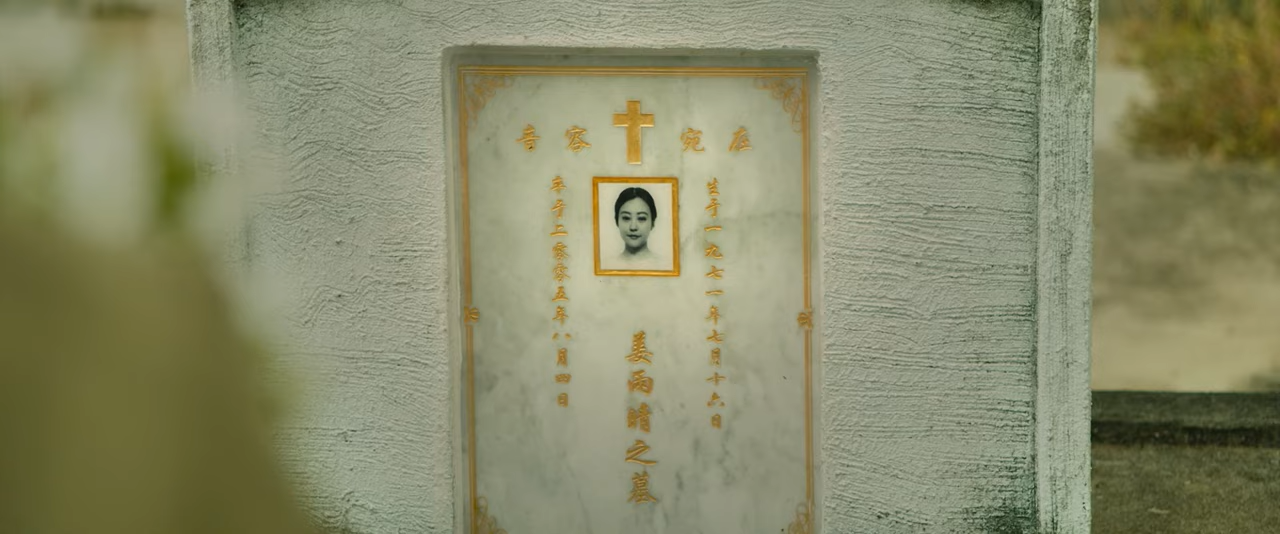 音容宛在
生于一九七一年七月十六日
姜雨晴之墓
卒于二零零五年八月四日